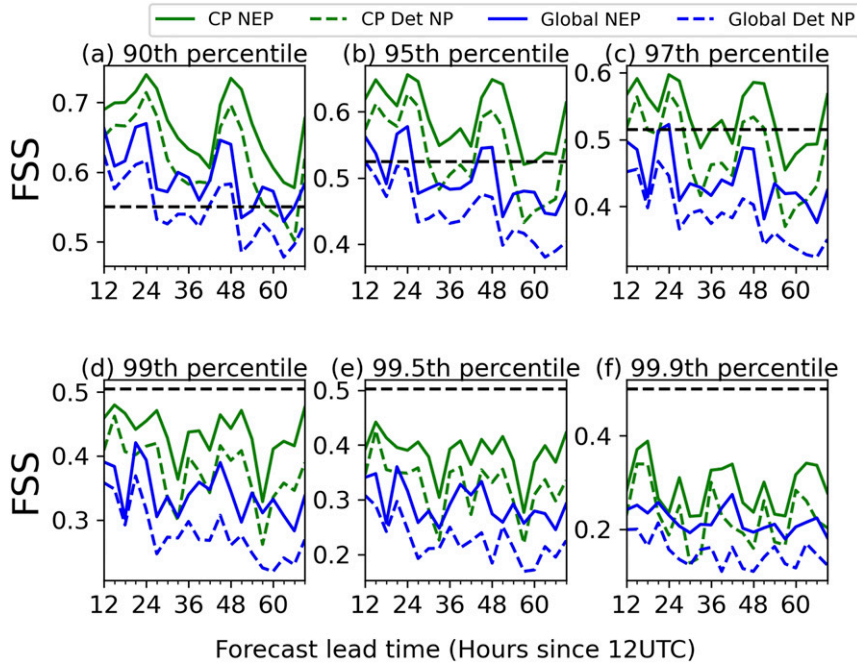 CP NEP CP Det NP Global NEP Global Det NP
(a) 90th percentile (b) 95th percentile (c) 97th percentile
FSS
0.7
0.6
0.5
12 24 36 48 60
0.6
0.5
0.4
12 24 36 48 60
0.6
0.5
0.4
12 24 36 48 60
(d) 99th percentile (e) 99.5th percentile (f) 99.9th percentile
FSS
0.5
0.4
0.3
12 24 36 48 60
0.5
0.4
0.3
0.2
12 24 36 48 60
0.4
0.2
12 24 36 48 60
Forecast lead time (Hours since 12UTC)